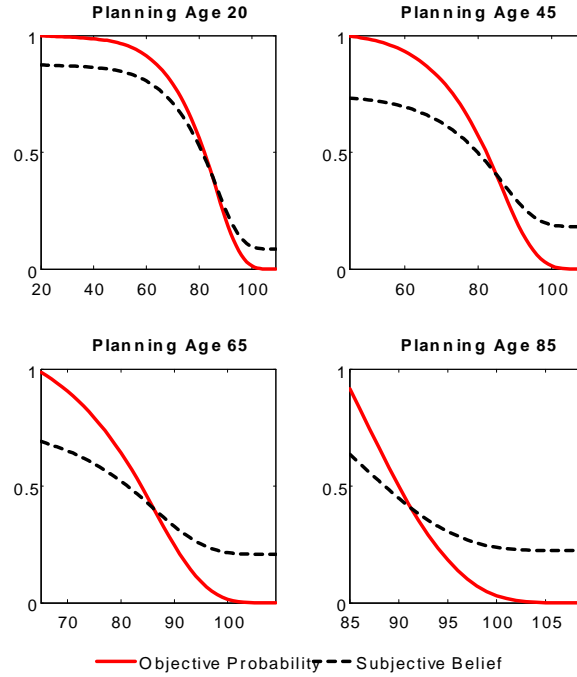 Planning Age 20
Planning Age 45
1
0.5
0
20 40 60 80 100
1
0.5
0
60 80 100
Planning Age 65
Planning Age 85
1
0.5
0
70 80 90 100
1
0.5
0
85 90 95 100 105
Objective Probability
Subjective Belief